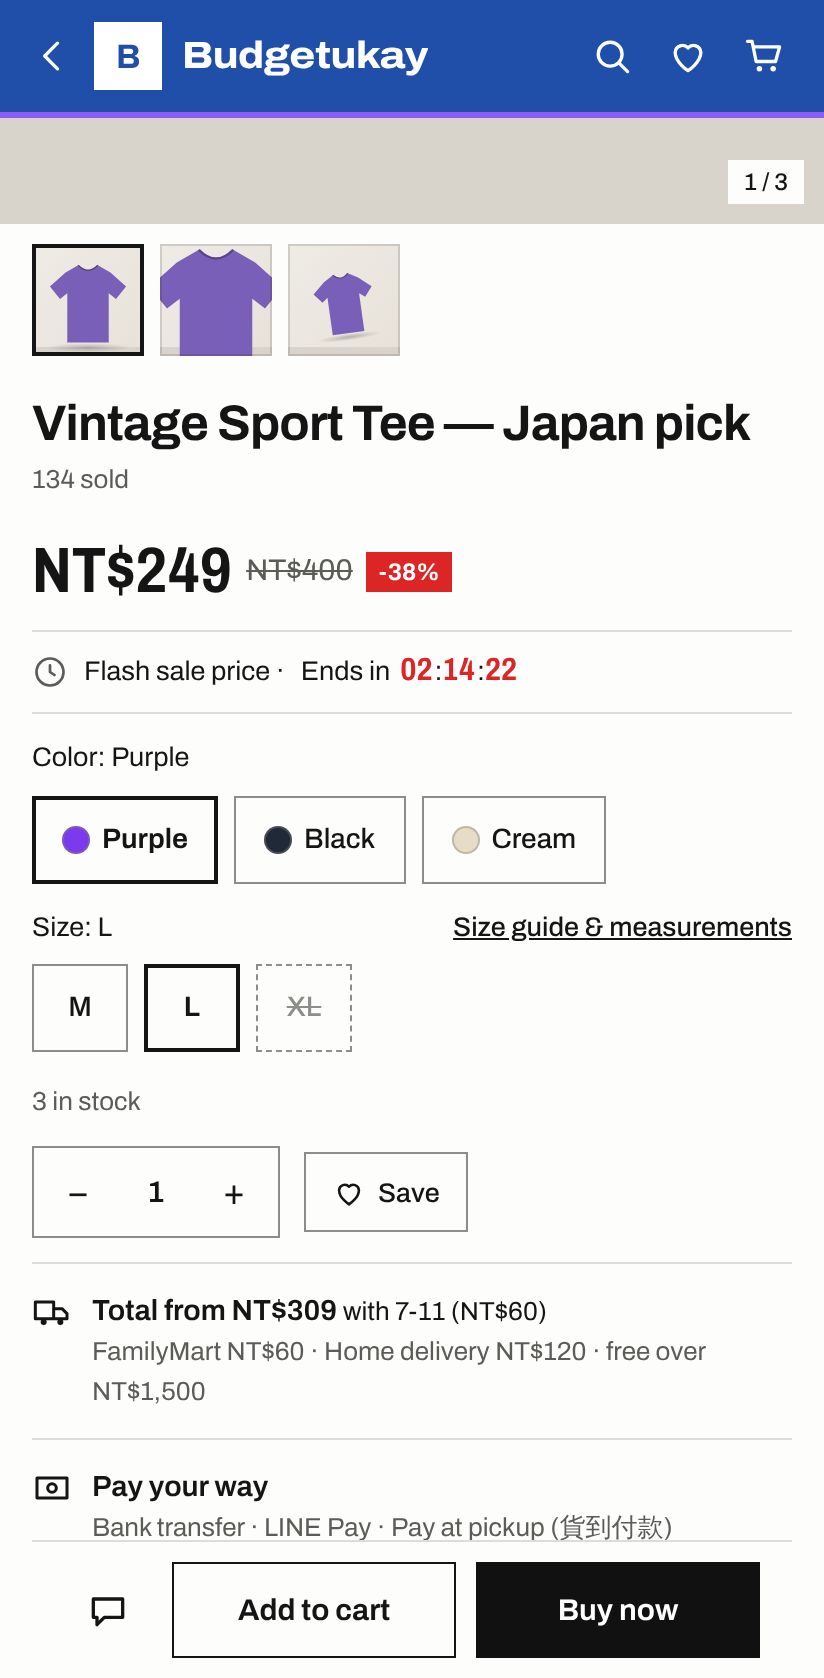 B Budgetukay
1 / 3
Vintage Sport Tee — Japan pick
134 sold
NT$249 NT$400 -38%
Flash sale price · Ends in 02:14:22
Color: Purple
Purple Black Cream
Size: L Size guide & measurements
M L XL
3 in stock
− 1 + Save
Total from NT$309 with 7-11 (NT$60)
FamilyMart NT$60 · Home delivery NT$120 · free over
NT$1,500
Pay your way
Bank transfer · LINE Pay · Pay at pickup (貨到付款)
Add to cart Buy now